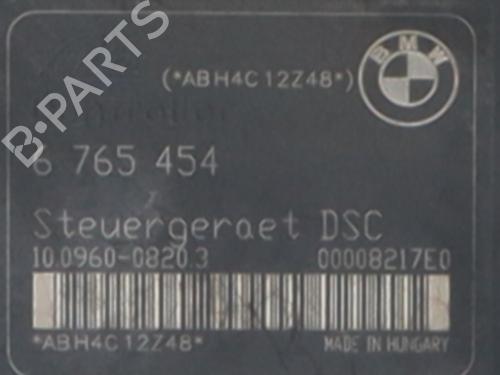 BMW
(*ABH4C12Z48*)
B-PARTS
6 765 454
Steuergeraet DSC
10.0960-0820.3 00008217E0
*ABH4C12Z48*
MADE IN HUNGARY